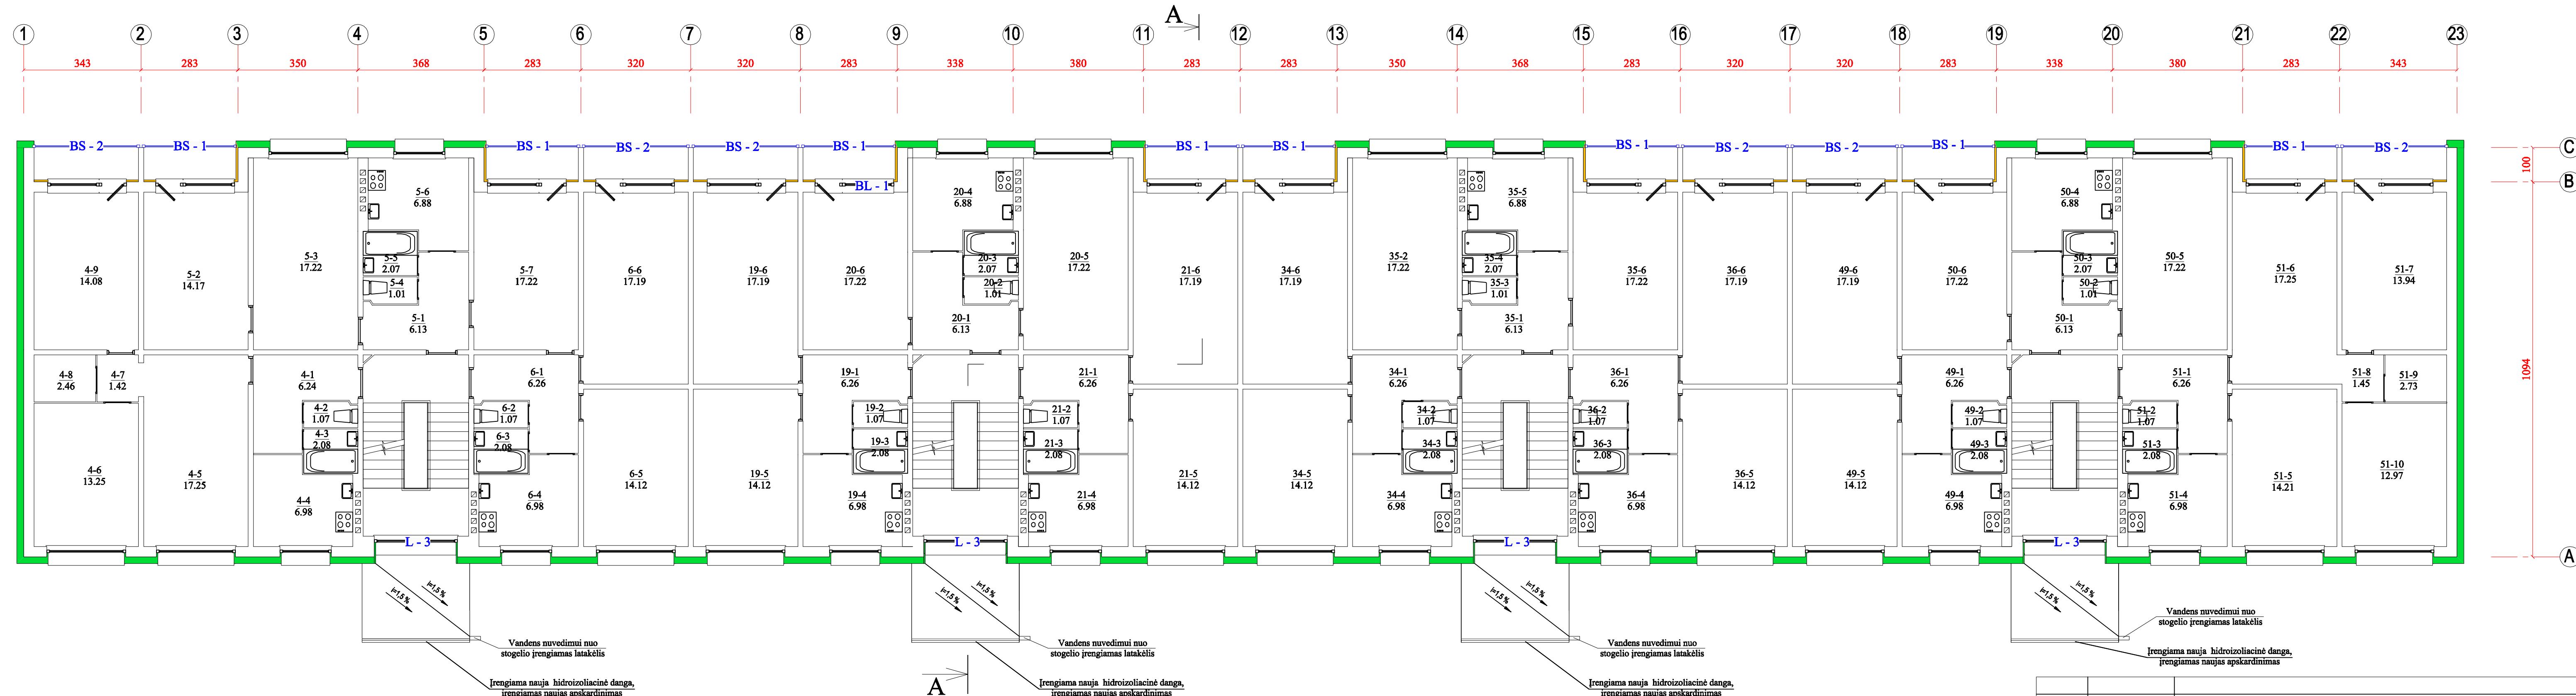 A
1 2 3 4 5 6 7 8 9 10 11 12 13 14 15 16 17 18 19 20 21 22 23
343 283 350 368 283 320 320 283 338 380 283 283 350 368 283 320 320 283 338 380 283 343
BS - 2 BS - 1 BS - 1 BS - 2 BS - 2 BS - 1 BS - 1 BS - 1 BS - 1 BS - 2 BS - 2 BS - 1 BS - 1 BS - 2
C
100
B
BL - 1
5-6 20-4 35-5 50-4
6.88 6.88 6.88 6.88
4-9 5-2 5-3 5-5 5-7 6-6 19-6 20-6 20-3 20-5 21-6 34-6 35-2 35-4 35-6 36-6 49-6 50-6 50-3 50-5 51-6 51-7
14.08 14.17 17.22 2.07 17.22 17.19 17.19 17.22 2.07 17.22 17.19 17.19 17.22 2.07 17.22 17.19 17.19 17.22 2.07 17.22 17.25 13.94
5-4 20-2 35-3 50-2
1.01 1.01 1.01 1.01
5-1 20-1 35-1 50-1
6.13 6.13 6.13 6.13
1094
4-8 4-7 4-1 6-1 19-1 21-1 34-1 36-1 49-1 51-1 51-8 51-9
2.46 1.42 6.24 6.26 6.26 6.26 6.26 6.26 6.26 6.26 1.45 2.73
4-2 6-2 19-2 21-2 34-2 36-2 49-2 51-2
1.07 1.07 1.07 1.07 1.07 1.07 1.07 1.07
4-3 6-3 19-3 21-3 34-3 36-3 49-3 51-3
2.08 2.08 2.08 2.08 2.08 2.08 2.08 2.08
4-6 4-5 6-5 19-5 21-5 34-5 36-5 49-5 51-5 51-10
13.25 17.25 14.12 14.12 14.12 14.12 14.12 14.12 14.21 12.97
4-4 6-4 19-4 21-4 34-4 36-4 49-4 51-4
6.98 6.98 6.98 6.98 6.98 6.98 6.98 6.98
L - 3 L - 3 L - 3 L - 3
A
i=1,5 % i=1,5 % i=1,5 % i=1,5 % i=1,5 % i=1,5 % i=1,5 % i=1,5 %
Vandens nuvedimui nuo
stogelio įrengiamas latakėlis
Vandens nuvedimui nuo
stogelio įrengiamas latakėlis
Vandens nuvedimui nuo
stogelio įrengiamas latakėlis
Vandens nuvedimui nuo
stogelio įrengiamas latakėlis
Įrengiama nauja hidroizoliacinė danga,
įrengiamas naujas apskardinimas
A
Įrengiama nauja hidroizoliacinė danga,
įrengiamas naujas apskardinimas
Įrengiama nauja hidroizoliacinė danga,
įrengiamas naujas apskardinimas
Įrengiama nauja hidroizoliacinė danga,
įrengiamas naujas apskardinimas